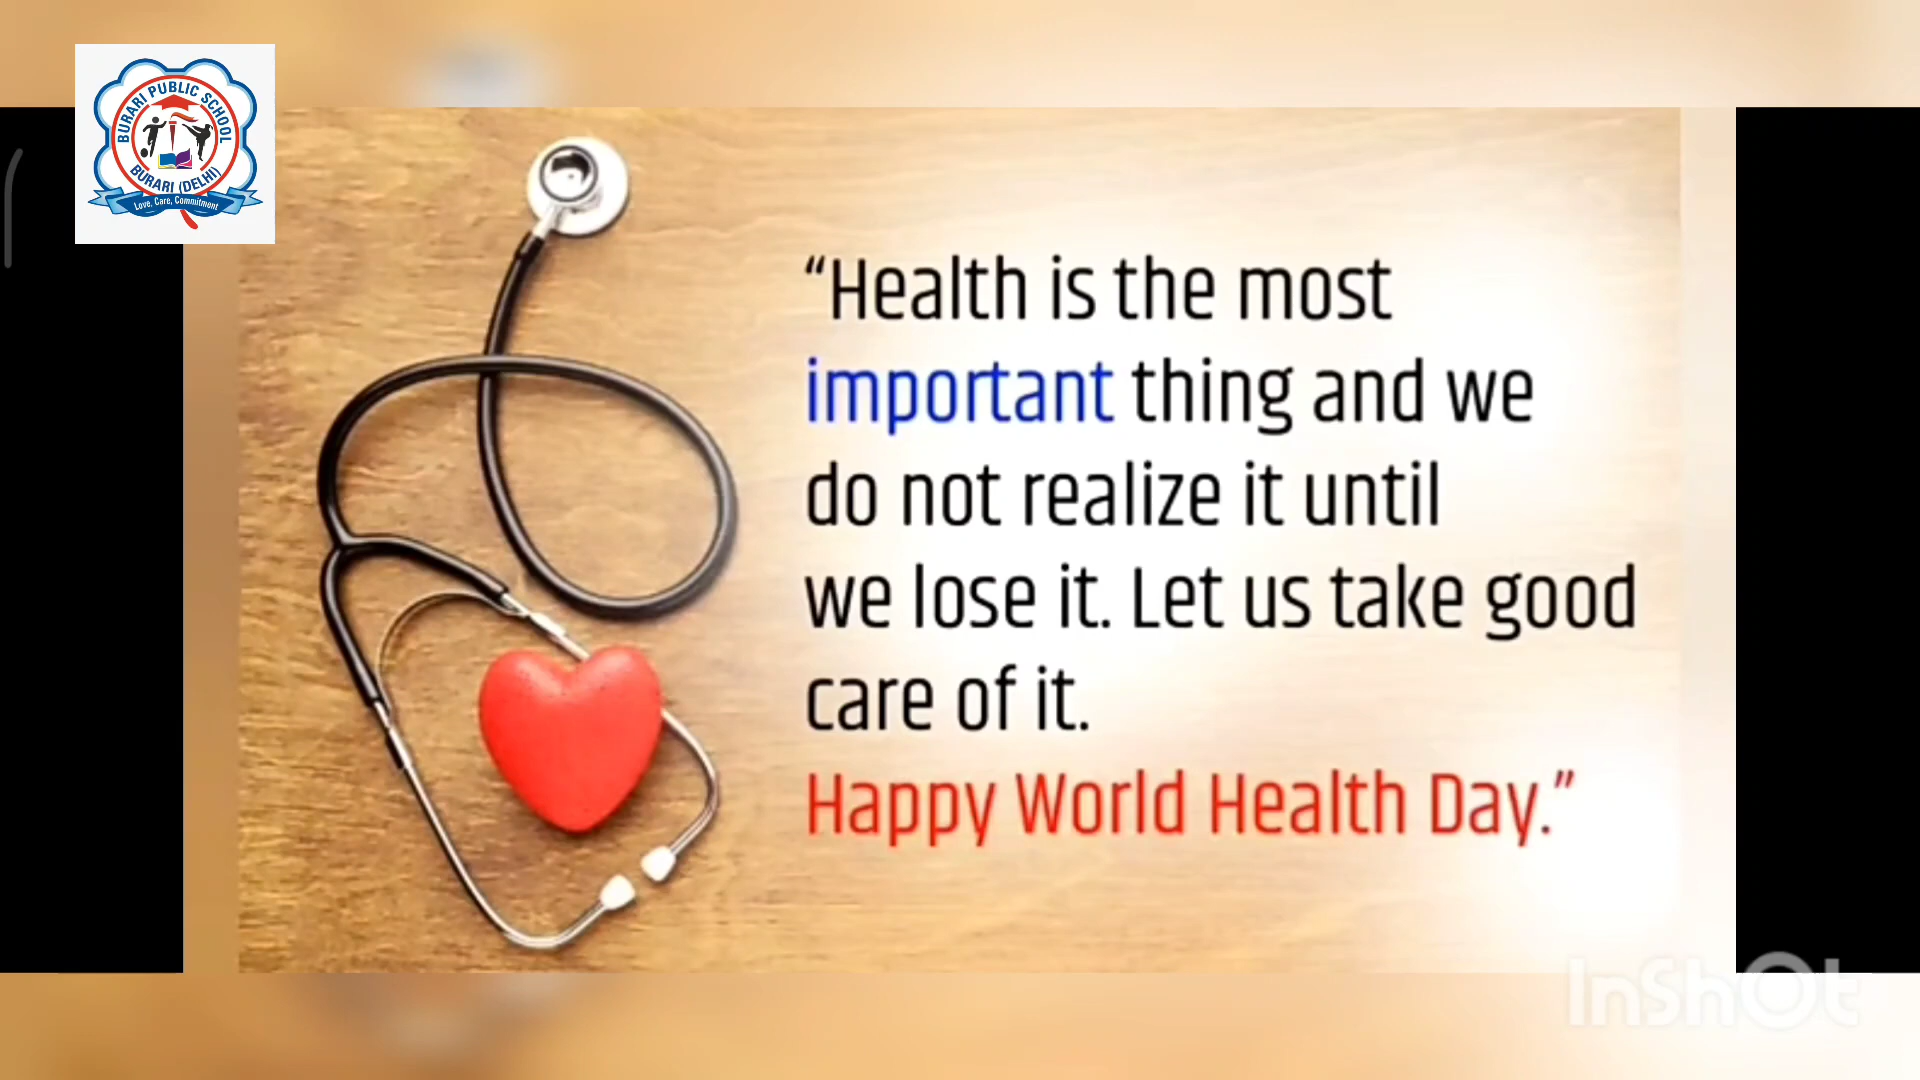 BURARI PUBLIC SCHOOL
BURARI (DELHI)
Love, Care, Commitment
“Health is the most
important thing and we
do not realize it until
we lose it. Let us take good
care of it.
Happy World Health Day.”
InShOt